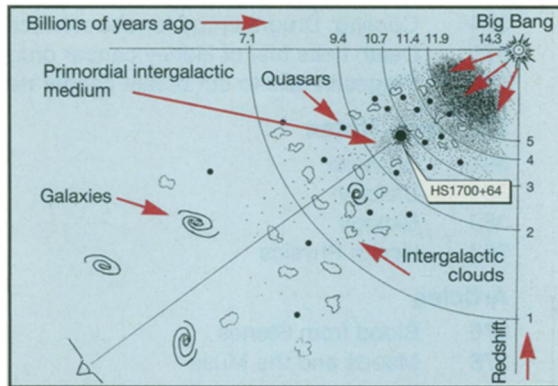 Billions of years ago
Big Bang
7.1 9.4 10.7 11.4 11.9 14.3
Primordial intergalactic
medium
Quasars
5
4
3
HS1700+64
Galaxies
2
Intergalactic
clouds
1
Redshift